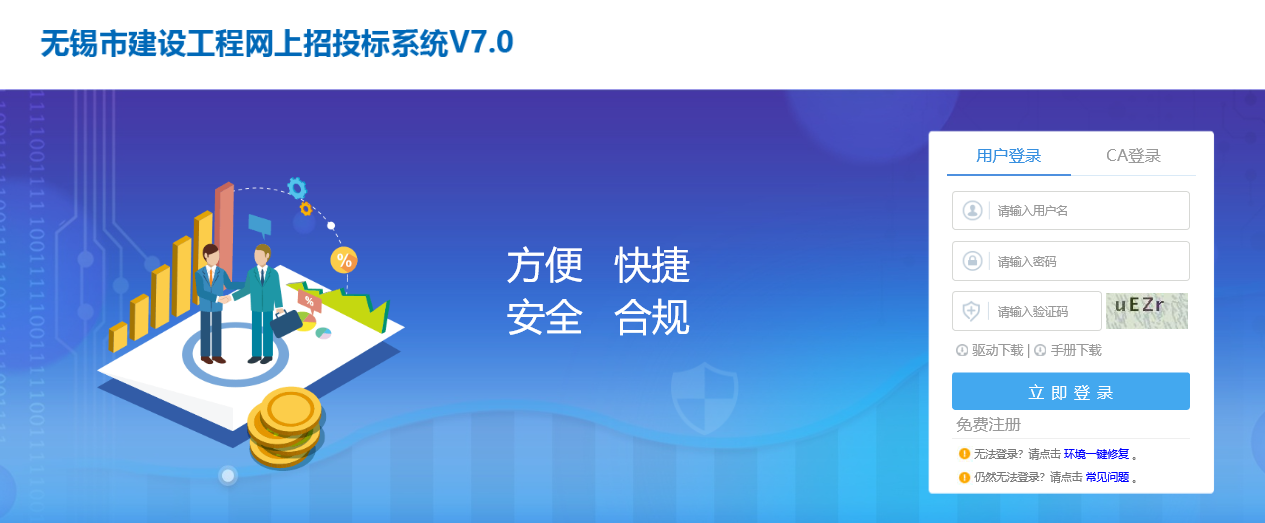 无锡市建设工程网上招投标系统V7.0
用户登录 CA登录
请输入用户名
请输入密码
请输入验证码 uEZr
驱动下载 | 手册下载
立即登录
免费注册
无法登录？请点击 环境一键修复 。
仍然无法登录？请点击 常见问题 。
方便 快捷
安全 合规
%
%